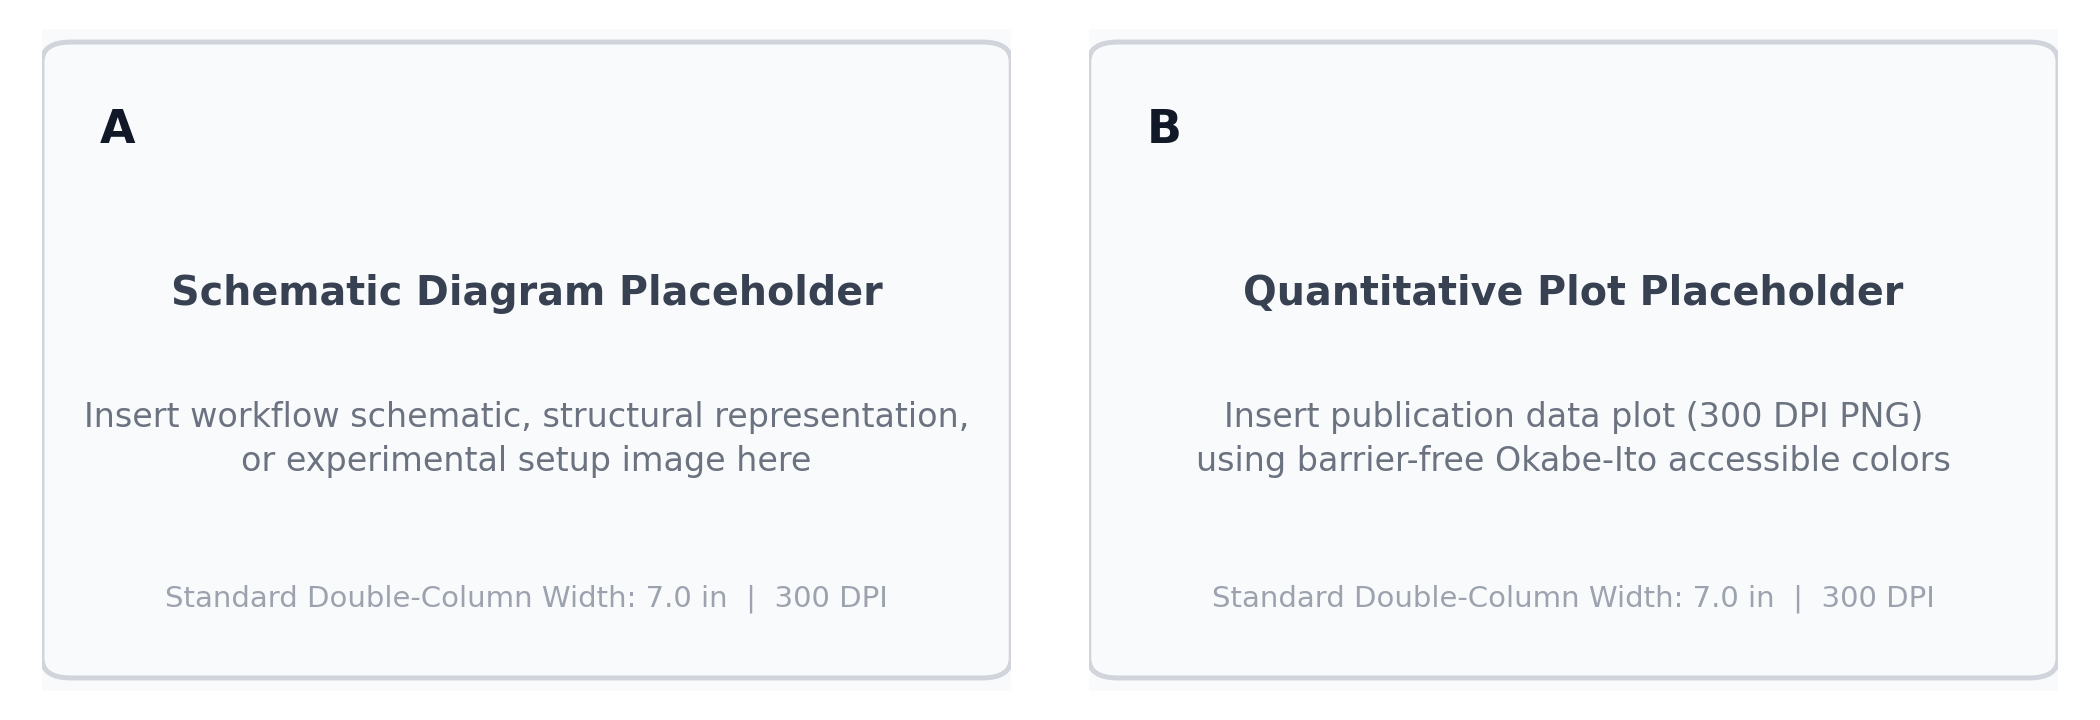 A
Schematic Diagram Placeholder
Insert workflow schematic, structural representation,
or experimental setup image here
Standard Double-Column Width: 7.0 in | 300 DPI
B
Quantitative Plot Placeholder
Insert publication data plot (300 DPI PNG)
using barrier-free Okabe-Ito accessible colors
Standard Double-Column Width: 7.0 in | 300 DPI